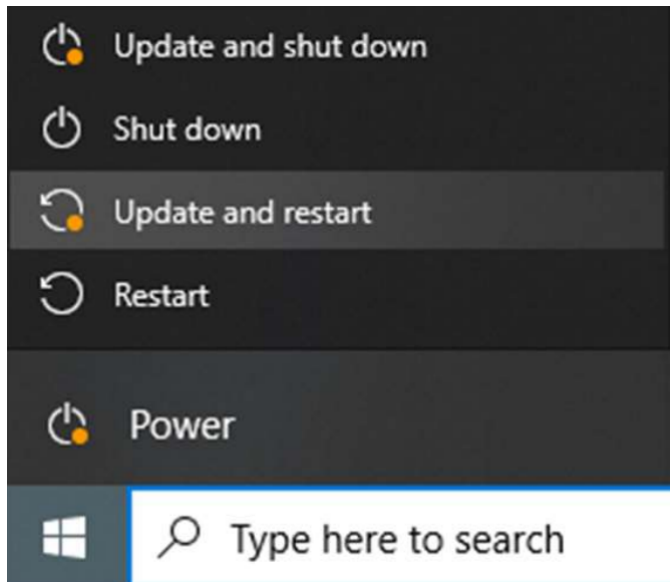 Update and shut down
Shut down
Update and restart
Restart
Power
Type here to search